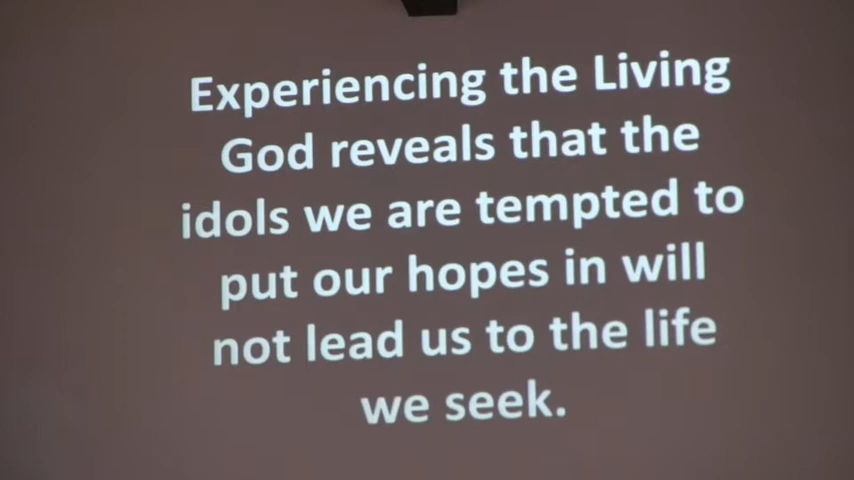 Experiencing the Living
God reveals that the
idols we are tempted to
put our hopes in will
not lead us to the life
we seek.